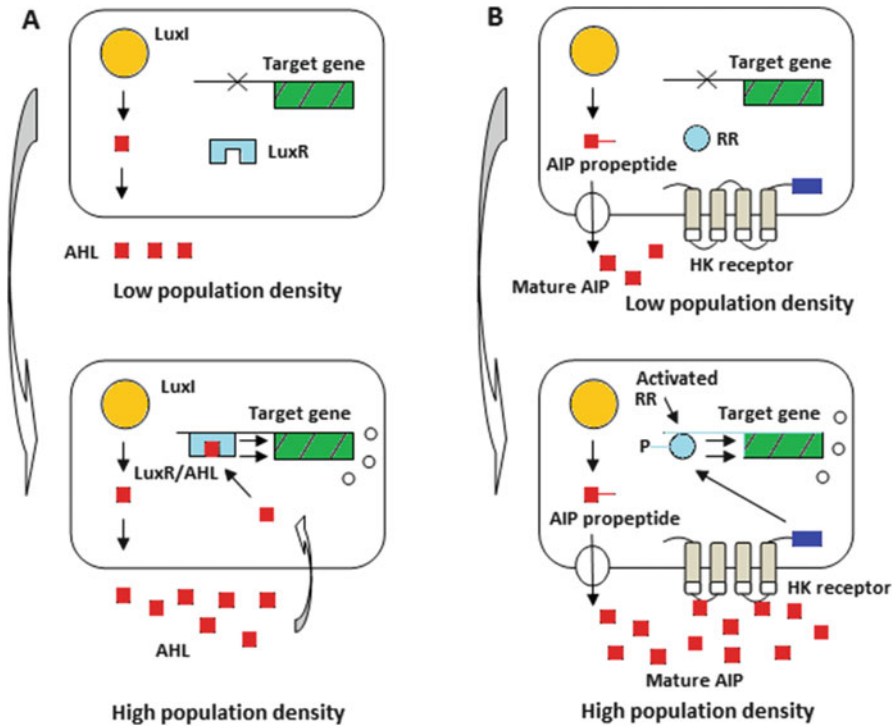 A
LuxI
Target gene
LuxR
AHL
Low population density
LuxI
Target gene
LuxR/AHL
AHL
High population density
B
Target gene
RR
AIP propeptide
HK receptor
Mature AIP
Low population density
Activated
RR
Target gene
P
AIP propeptide
HK receptor
Mature AIP
High population density